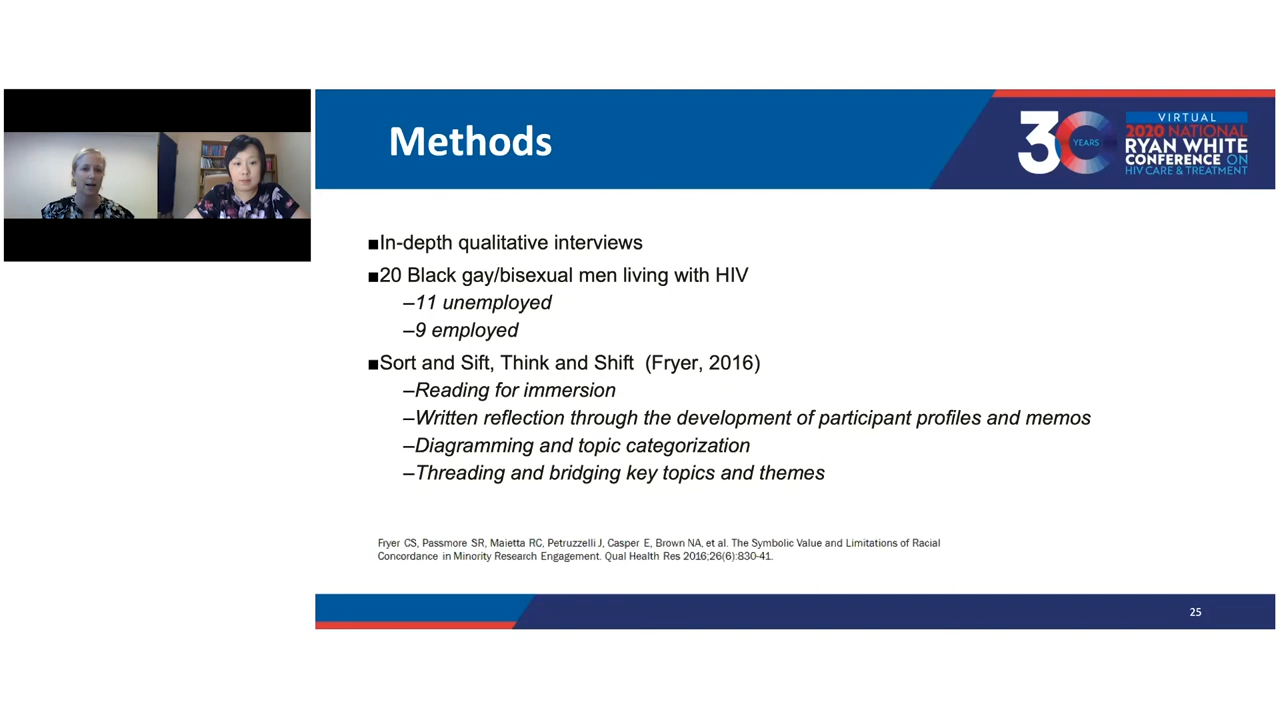 Methods
30
YEARS
VIRTUAL
2020 NATIONAL
RYAN WHITE
CONFERENCE ON
HIV CARE & TREATMENT
■In-depth qualitative interviews
■20 Black gay/bisexual men living with HIV
–11 unemployed
–9 employed
■Sort and Sift, Think and Shift (Fryer, 2016)
–Reading for immersion
–Written reflection through the development of participant profiles and memos
–Diagramming and topic categorization
–Threading and bridging key topics and themes
Fryer CS, Passmore SR, Maietta RC, Petruzzelli J, Casper E, Brown NA, et al. The Symbolic Value and Limitations of Racial
Concordance in Minority Research Engagement. Qual Health Res 2016;26(6):830-41.
25